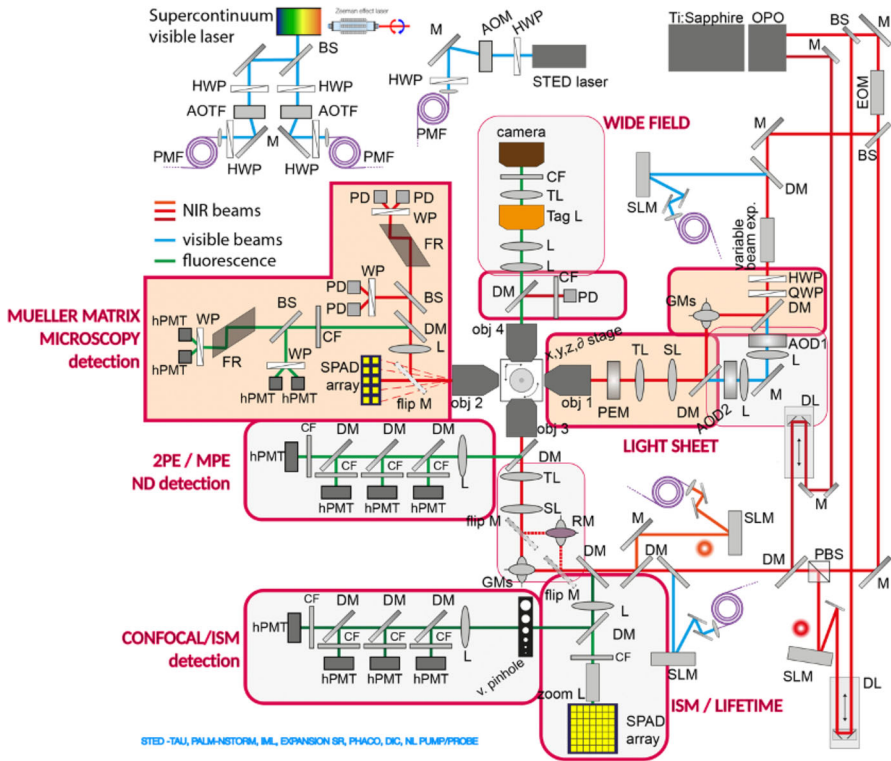 Supercontinuum
visible laser
Zeeman effect laser
BS
HWP
HWP
AOTF
AOTF
M
PMF
HWP
HWP
PMF
M
AOM
HWP
STED laser
HWP
PMF
Ti:Sapphire
OPO
BS
M
M
EOM
BS
WIDE FIELD
camera
CF
TL
Tag L
L
L
M
DM
SLM
variable
beam exp.
HWP
QWP
DM
GMs
CF
DM
PD
obj 4
NIR beams
visible beams
fluorescence
PD
PD
WP
FR
PD
PD
WP
BS
BS
DM
MUELLER MATRIX
MICROSCOPY
detection
hPMT
WP
hPMT
FR
CF
L
WP
hPMT
hPMT
SPAD
array
flip M
obj 2
x,y,z,∂ stage
obj 1
TL
SL
PEM
DM
AOD1
L
AOD2
L
M
DL
M
LIGHT SHEET
obj 3
DM
2PE / MPE
ND detection
CF
DM
DM
DM
hPMT
CF
CF
CF
L
hPMT
hPMT
hPMT
TL
SL
flip M
RM
GMs
flip M
DM
DM
M
SLM
DM
PBS
M
CONFOCAL/ISM
detection
CF
DM
DM
DM
hPMT
CF
CF
CF
L
hPMT
hPMT
hPMT
v. pinhole
L
DM
CF
zoom L
SPAD
array
SLM
SLM
DL
ISM / LIFETIME
STED -TAU, PALM-NSTORM, IML, EXPANSION SR, PHACO, DIC, NL PUMP/PROBE